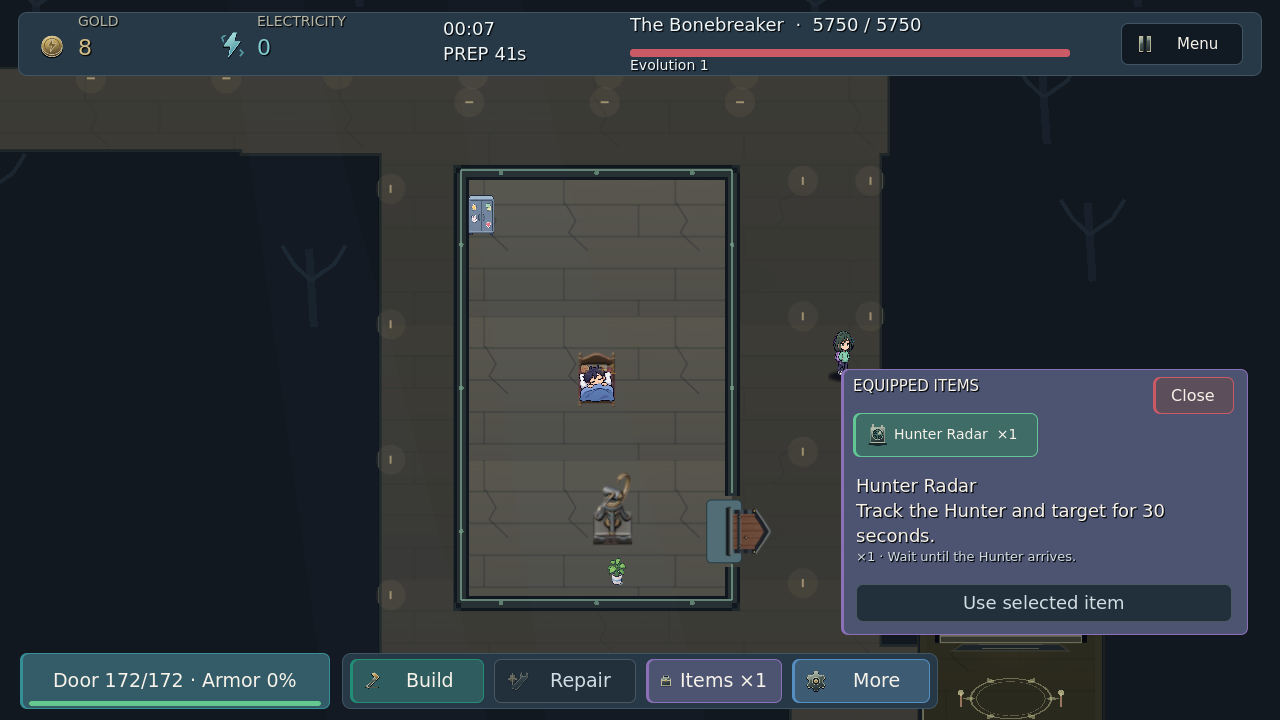 GOLD
8
ELECTRICITY
0
00:07
PREP 41s
The Bonebreaker · 5750 / 5750
Evolution 1
Menu
EQUIPPED ITEMS
Close
Hunter Radar ×1
Hunter Radar
Track the Hunter and target for 30
seconds.
×1 · Wait until the Hunter arrives.
Use selected item
Door 172/172 · Armor 0%
Build
Repair
Items ×1
More